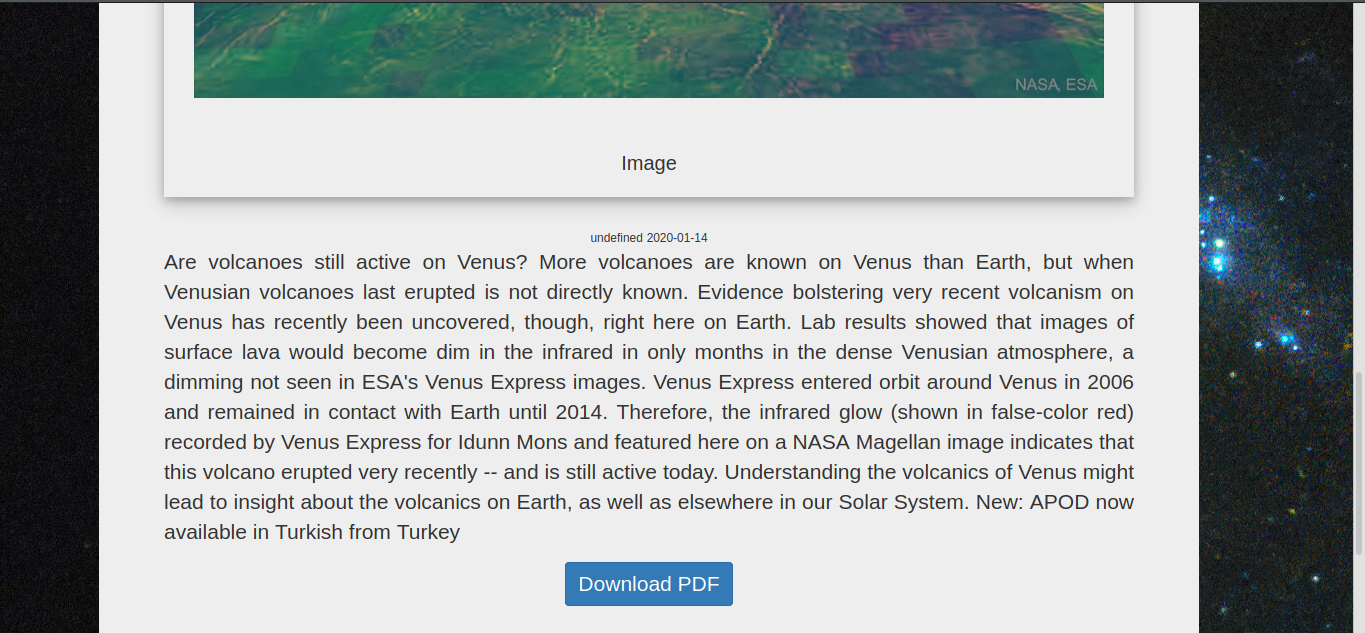 NASA, ESA
Image
undefined 2020-01-14
Are volcanoes still active on Venus? More volcanoes are known on Venus than Earth, but when
Venusian volcanoes last erupted is not directly known. Evidence bolstering very recent volcanism on
Venus has recently been uncovered, though, right here on Earth. Lab results showed that images of
surface lava would become dim in the infrared in only months in the dense Venusian atmosphere, a
dimming not seen in ESA's Venus Express images. Venus Express entered orbit around Venus in 2006
and remained in contact with Earth until 2014. Therefore, the infrared glow (shown in false-color red)
recorded by Venus Express for Idunn Mons and featured here on a NASA Magellan image indicates that
this volcano erupted very recently -- and is still active today. Understanding the volcanics of Venus might
lead to insight about the volcanics on Earth, as well as elsewhere in our Solar System. New: APOD now
available in Turkish from Turkey
Download PDF